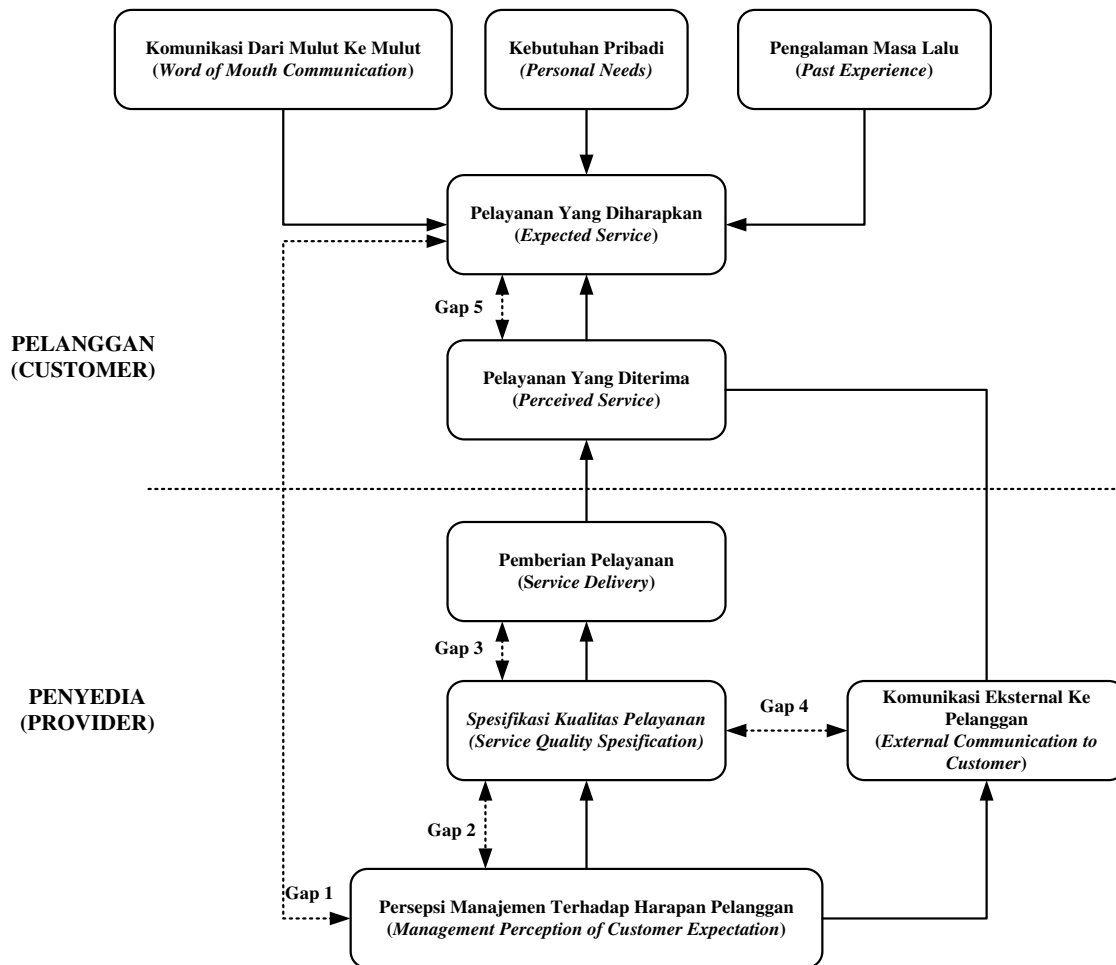 Komunikasi Dari Mulut Ke Mulut
(Word of Mouth Communication)
Kebutuhan Pribadi
(Personal Needs)
Pengalaman Masa Lalu
(Past Experience)
Pelayanan Yang Diharapkan
(Expected Service)
Gap 5
PELANGGAN
(CUSTOMER)
Pelayanan Yang Diterima
(Perceived Service)
Pemberian Pelayanan
(Service Delivery)
Gap 3
PENYEDIA
(PROVIDER)
Spesifikasi Kualitas Pelayanan
(Service Quality Spesification)
Gap 4
Komunikasi Eksternal Ke
Pelanggan
(External Communication to
Customer)
Gap 2
Gap 1
Persepsi Manajemen Terhadap Harapan Pelanggan
(Management Perception of Customer Expectation)